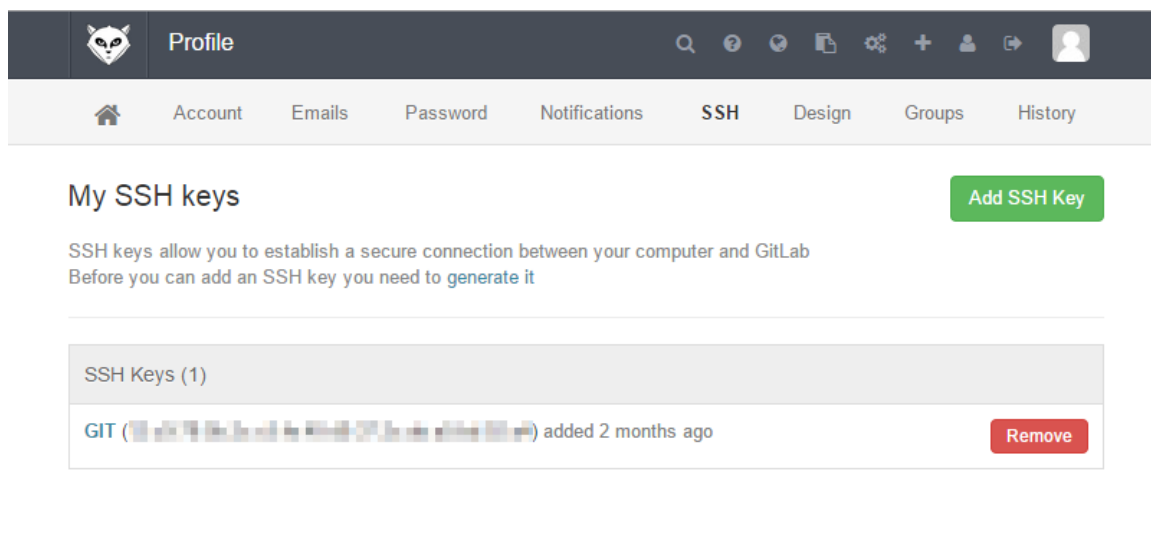 Profile
Account Emails Password Notifications SSH Design Groups History
My SSH keys
Add SSH Key
SSH keys allow you to establish a secure connection between your computer and GitLab
Before you can add an SSH key you need to generate it
SSH Keys (1)
GIT ( ) added 2 months ago
Remove